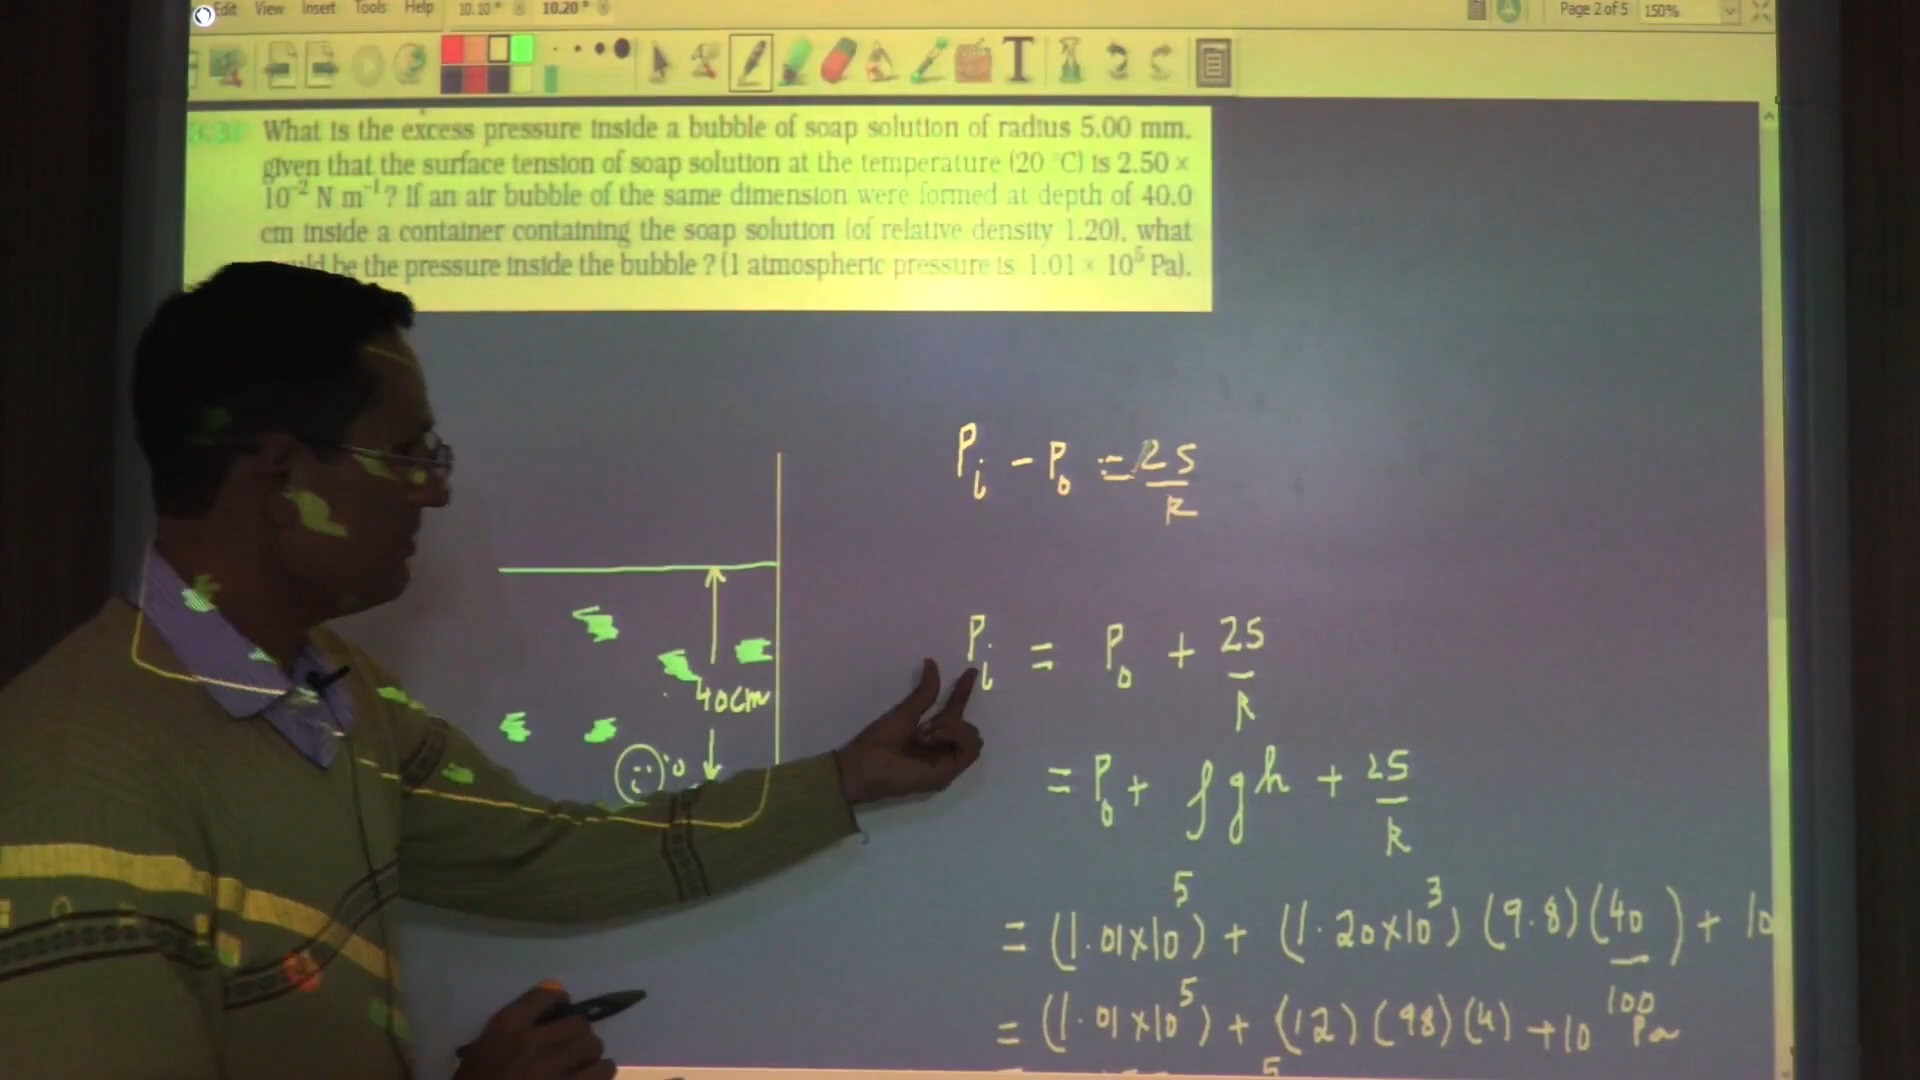 Edit View Insert Tools Help 10.10* 10.20* Page 2 of 5 150%
T
What is the excess pressure inside a bubble of soap solution of radius 5.00 mm,
given that the surface tension of soap solution at the temperature (20 °C) is 2.50 ×
10⁻² N m⁻¹ ? If an air bubble of the same dimension were formed at depth of 40.0
cm inside a container containing the soap solution (of relative density 1.20), what
be the pressure inside the bubble ? (1 atmospheric pressure is 1.01 × 10⁵ Pa).
Pi - Po = 2S/R
Pi = Po + 2S/R
40cm
i o
= Po + ρgh + 2S/R
= (1.01×10⁵) + (1.20×10³) (9.8) (40/100) + 10
= (1.01×10⁵) + (12) (98) (4) + 10 Pa
5